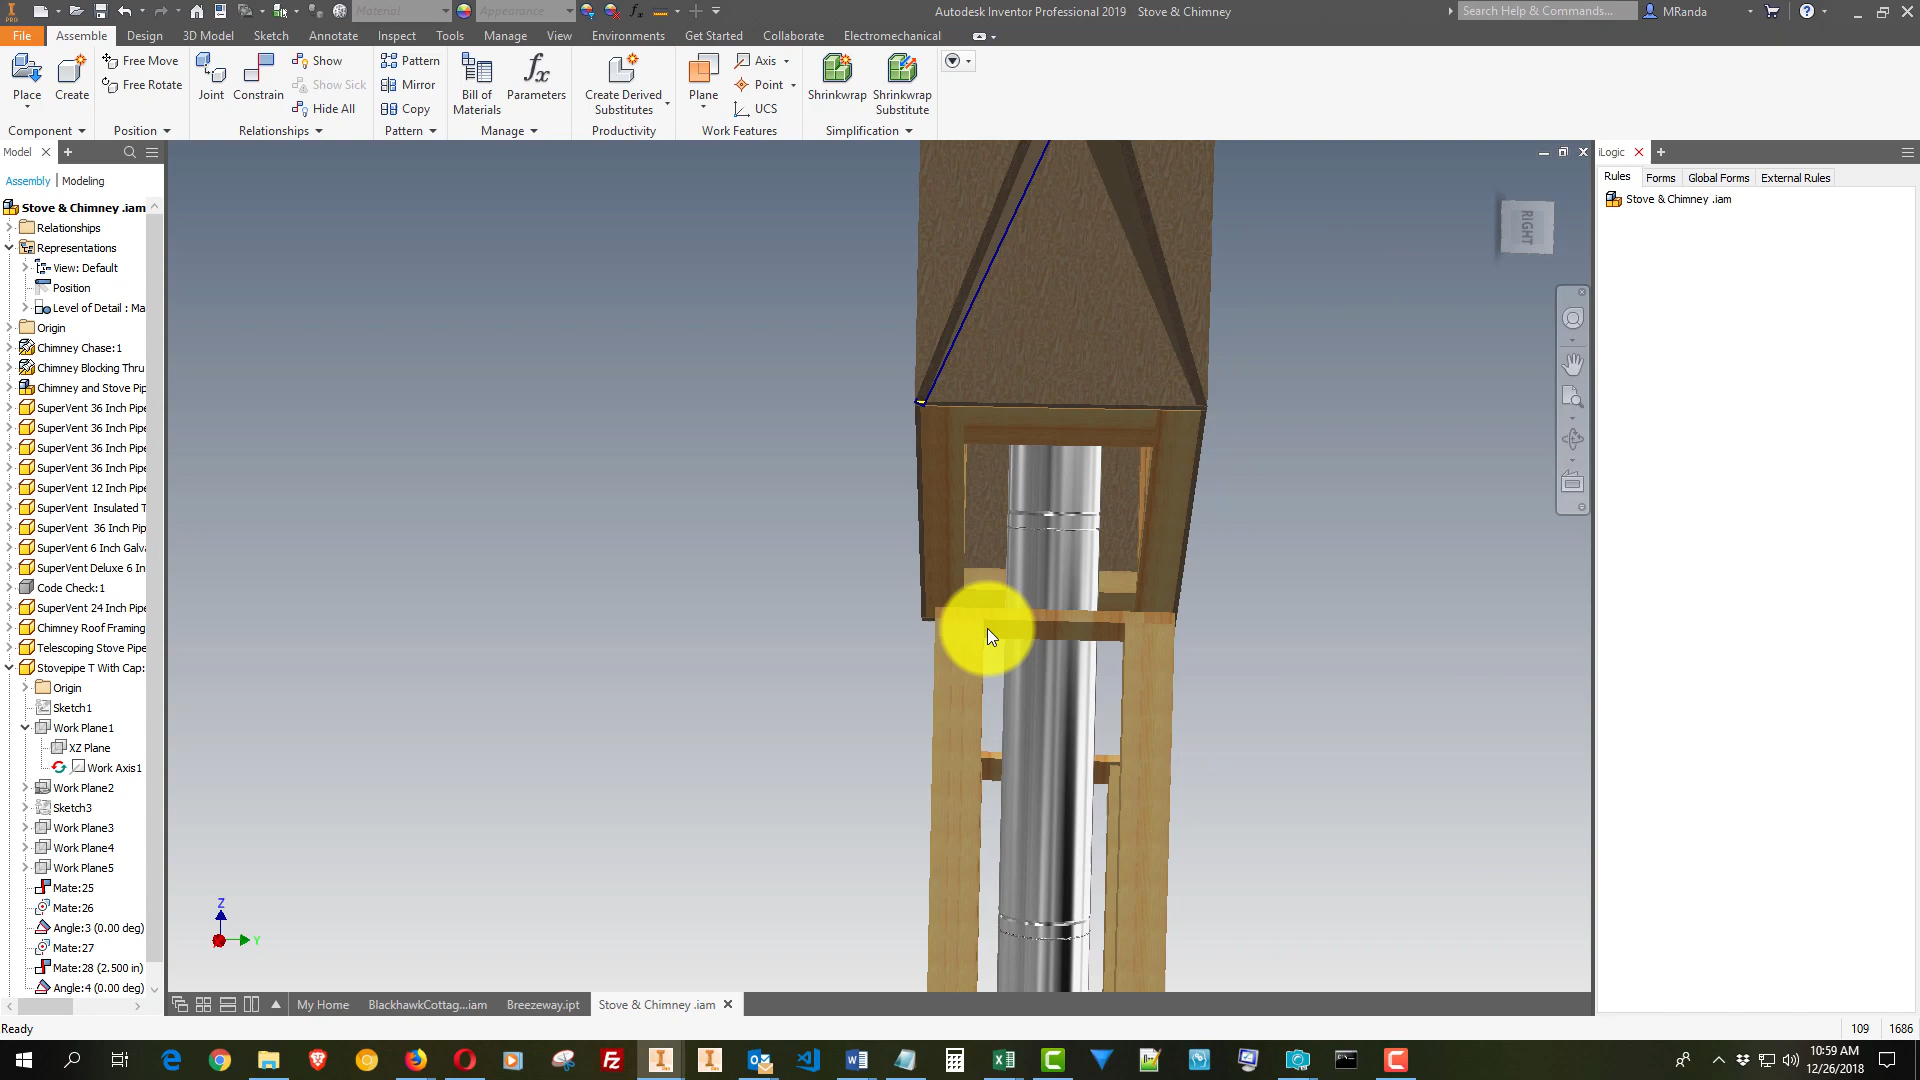 PRO
Material
Appearance
Autodesk Inventor Professional 2019 Stove & Chimney
Search Help & Commands...
MRanda
File Assemble Design 3D Model Sketch Annotate Inspect Tools Manage View Environments Get Started Collaborate Electromechanical
Place
Create
Free Move
Free Rotate
Joint
Constrain
Show
Show Sick
Hide All
Pattern
Mirror
Copy
Bill of
Materials
Parameters
Create Derived
Substitutes
Plane
Axis
Point
UCS
Shrinkwrap
Shrinkwrap
Substitute
Component Position Relationships Pattern Manage Productivity Work Features Simplification
Model
Assembly | Modeling
Stove & Chimney .iam
Relationships
Representations
View: Default
Position
Level of Detail : Ma
Origin
Chimney Chase:1
Chimney Blocking Thru
Chimney and Stove Pip
SuperVent 36 Inch Pipe
SuperVent 36 Inch Pipe
SuperVent 36 Inch Pipe
SuperVent 36 Inch Pipe
SuperVent 12 Inch Pipe
SuperVent Insulated T
SuperVent 36 Inch Pip
SuperVent 6 Inch Galva
SuperVent Deluxe 6 In
Code Check:1
SuperVent 24 Inch Pipe
Chimney Roof Framing
Telescoping Stove Pipe
Stovepipe T With Cap:
Origin
Sketch1
Work Plane1
XZ Plane
Work Axis1
Work Plane2
Sketch3
Work Plane3
Work Plane4
Work Plane5
Mate:25
Mate:26
Angle:3 (0.00 deg)
Mate:27
Mate:28 (2.500 in)
Angle:4 (0.00 deg)
RIGHT
Z
Y
iLogic
Rules Forms Global Forms External Rules
Stove & Chimney .iam
My Home BlackhawkCottag...iam Breezeway.ipt Stove & Chimney .iam
Ready
109 1686
10:59 AM
12/26/2018